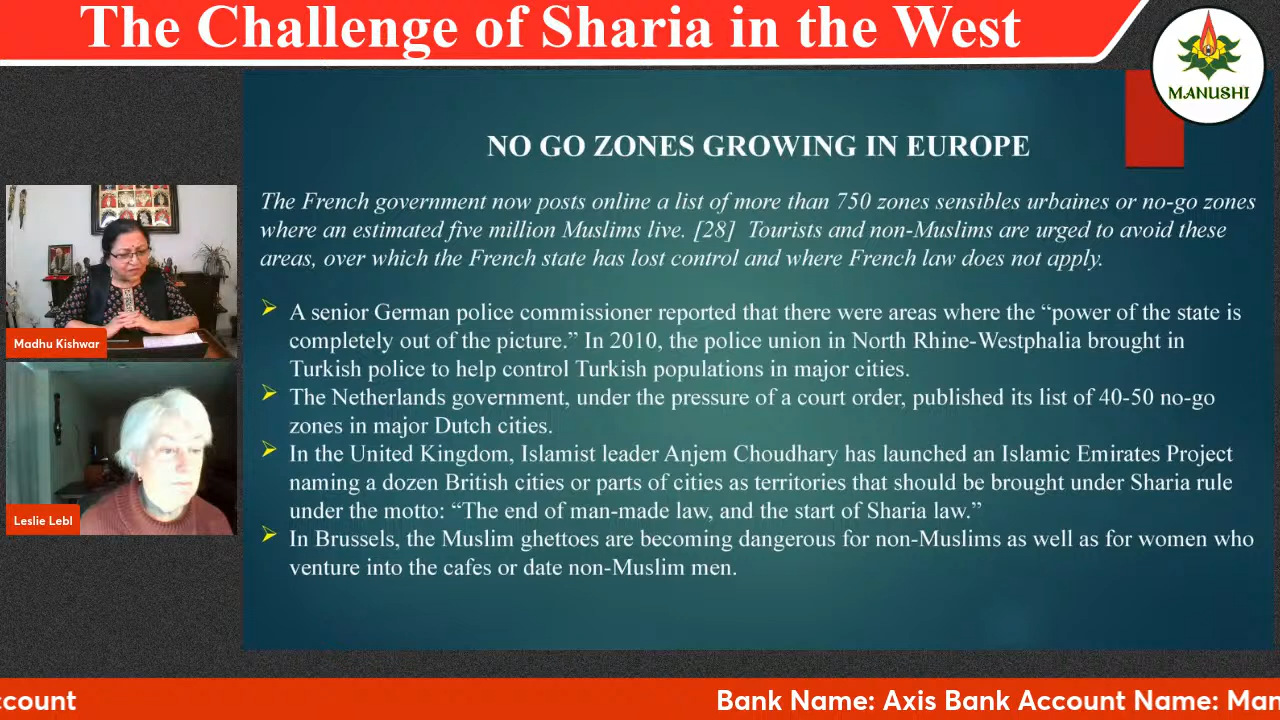 The Challenge of Sharia in the West
MANUSHI
NO GO ZONES GROWING IN EUROPE
The French government now posts online a list of more than 750 zones sensibles urbaines or no-go zones
where an estimated five million Muslims live. [28] Tourists and non-Muslims are urged to avoid these
areas, over which the French state has lost control and where French law does not apply.
A senior German police commissioner reported that there were areas where the “power of the state is
completely out of the picture.” In 2010, the police union in North Rhine-Westphalia brought in
Turkish police to help control Turkish populations in major cities.
The Netherlands government, under the pressure of a court order, published its list of 40-50 no-go
zones in major Dutch cities.
In the United Kingdom, Islamist leader Anjem Choudhary has launched an Islamic Emirates Project
naming a dozen British cities or parts of cities as territories that should be brought under Sharia rule
under the motto: “The end of man-made law, and the start of Sharia law.”
In Brussels, the Muslim ghettoes are becoming dangerous for non-Muslims as well as for women who
venture into the cafes or date non-Muslim men.
Madhu Kishwar
Leslie Lebl
ccount Bank Name: Axis Bank Account Name: Man